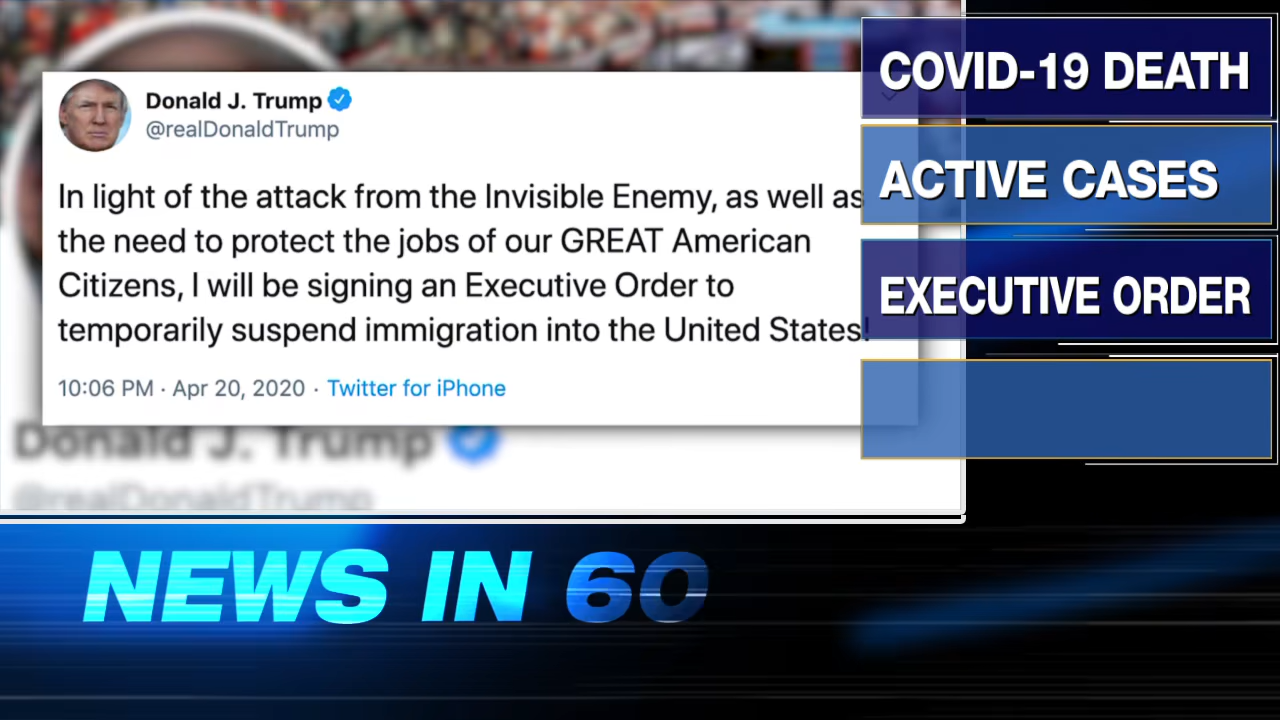 Donald J. Trump
@realDonaldTrump
In light of the attack from the Invisible Enemy, as well as
the need to protect the jobs of our GREAT American
Citizens, I will be signing an Executive Order to
temporarily suspend immigration into the United States!
10:06 PM · Apr 20, 2020 · Twitter for iPhone
Donald J. Trump
@realDonaldTrump
COVID-19 DEATH
ACTIVE CASES
EXECUTIVE ORDER
NEWS IN 60